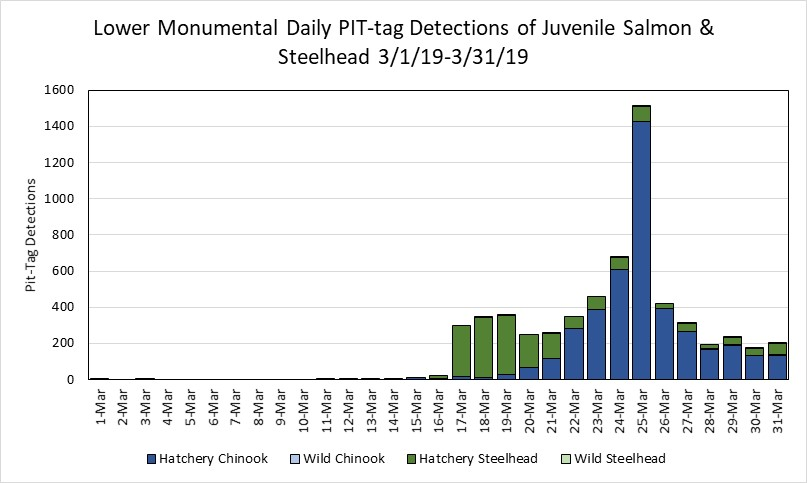 Lower Monumental Daily PIT-tag Detections of Juvenile Salmon &
Steelhead 3/1/19-3/31/19
Pit-Tag Detections
1600
1400
1200
1000
800
600
400
200
0
1-Mar
2-Mar
3-Mar
4-Mar
5-Mar
6-Mar
7-Mar
8-Mar
9-Mar
10-Mar
11-Mar
12-Mar
13-Mar
14-Mar
15-Mar
16-Mar
17-Mar
18-Mar
19-Mar
20-Mar
21-Mar
22-Mar
23-Mar
24-Mar
25-Mar
26-Mar
27-Mar
28-Mar
29-Mar
30-Mar
31-Mar
Hatchery Chinook Wild Chinook Hatchery Steelhead Wild Steelhead